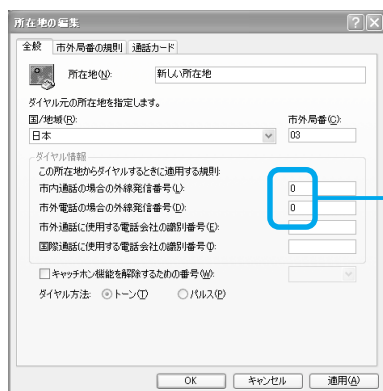 所在地の編集
全般 市外局番の規則 通話カード
所在地(N): 新しい所在地
ダイヤル元の所在地を指定します。
国/地域(R): 市外局番(C):
日本 03
ダイヤル情報
この所在地からダイヤルするときに適用する規則:
市内通話の場合の外線発信番号(L): 0
市外電話の場合の外線発信番号(D): 0
市外通話に使用する電話会社の識別番号(E):
国際通話に使用する電話会社の識別番号(I):
キャッチホン機能を解除するための番号(W):
ダイヤル方法: トーン(T) パルス(P)
OK キャンセル 適用(A)